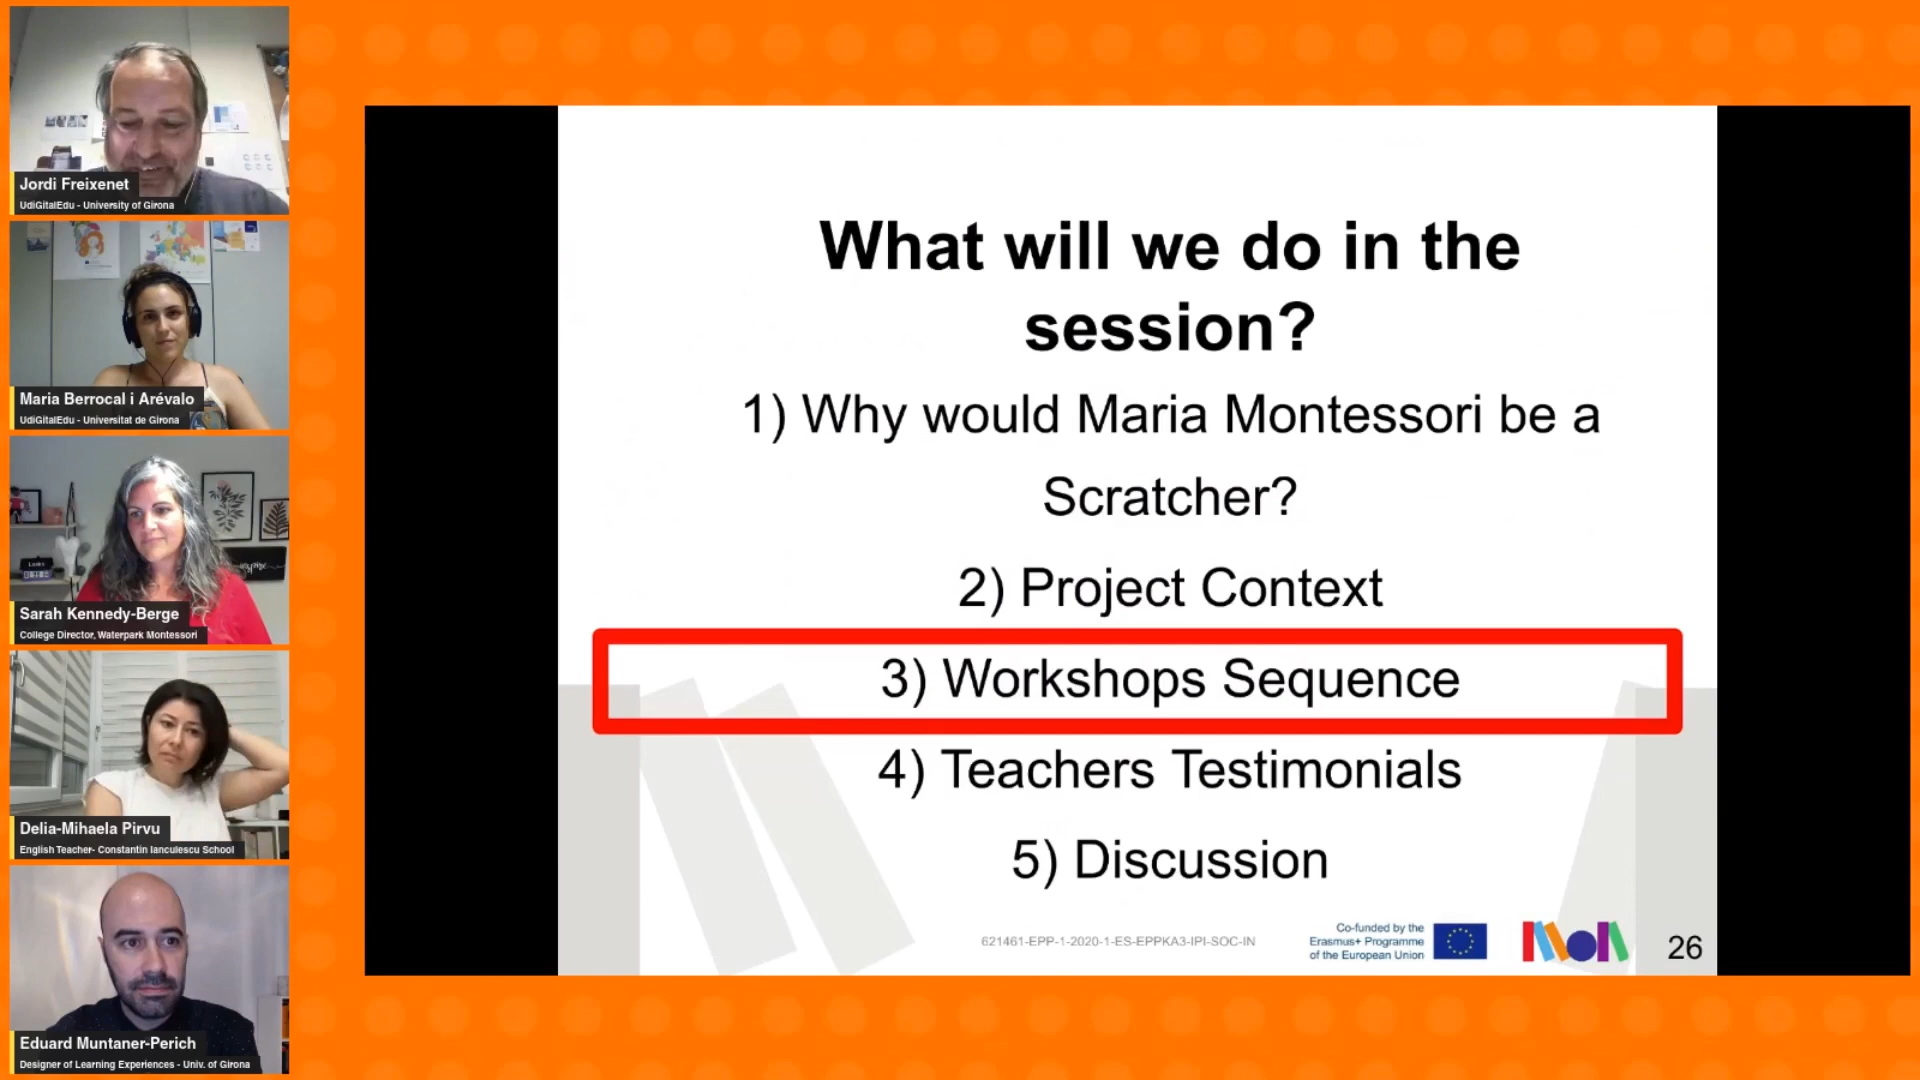 Jordi Freixenet
UdiGitalEdu - University of Girona
Maria Berrocal i Arévalo
UdiGitalEdu - Universitat de Girona
Sarah Kennedy-Berge
College Director, Waterpark Montessori
Delia-Mihaela Pirvu
English Teacher- Constantin Ianculescu School
Eduard Muntaner-Perich
Designer of Learning Experiences - Univ. of Girona
What will we do in the
session?
1) Why would Maria Montessori be a
Scratcher?
2) Project Context
3) Workshops Sequence
4) Teachers Testimonials
5) Discussion
621461-EPP-1-2020-1-ES-EPPKA3-IPI-SOC-IN
Co-funded by the
Erasmus+ Programme
of the European Union
26